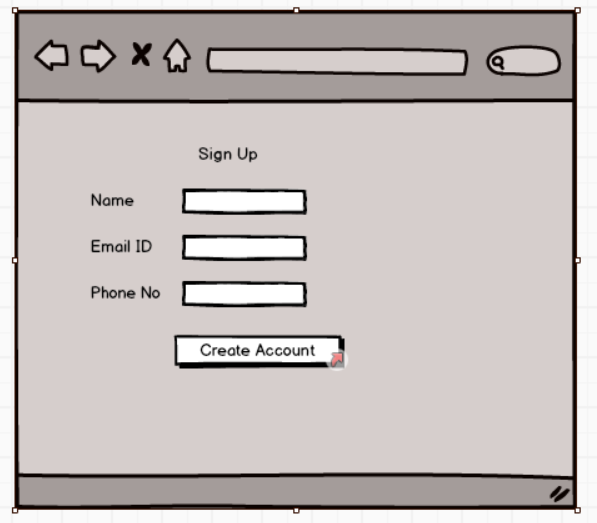 Sign Up
Name
Email ID
Phone No
Create Account